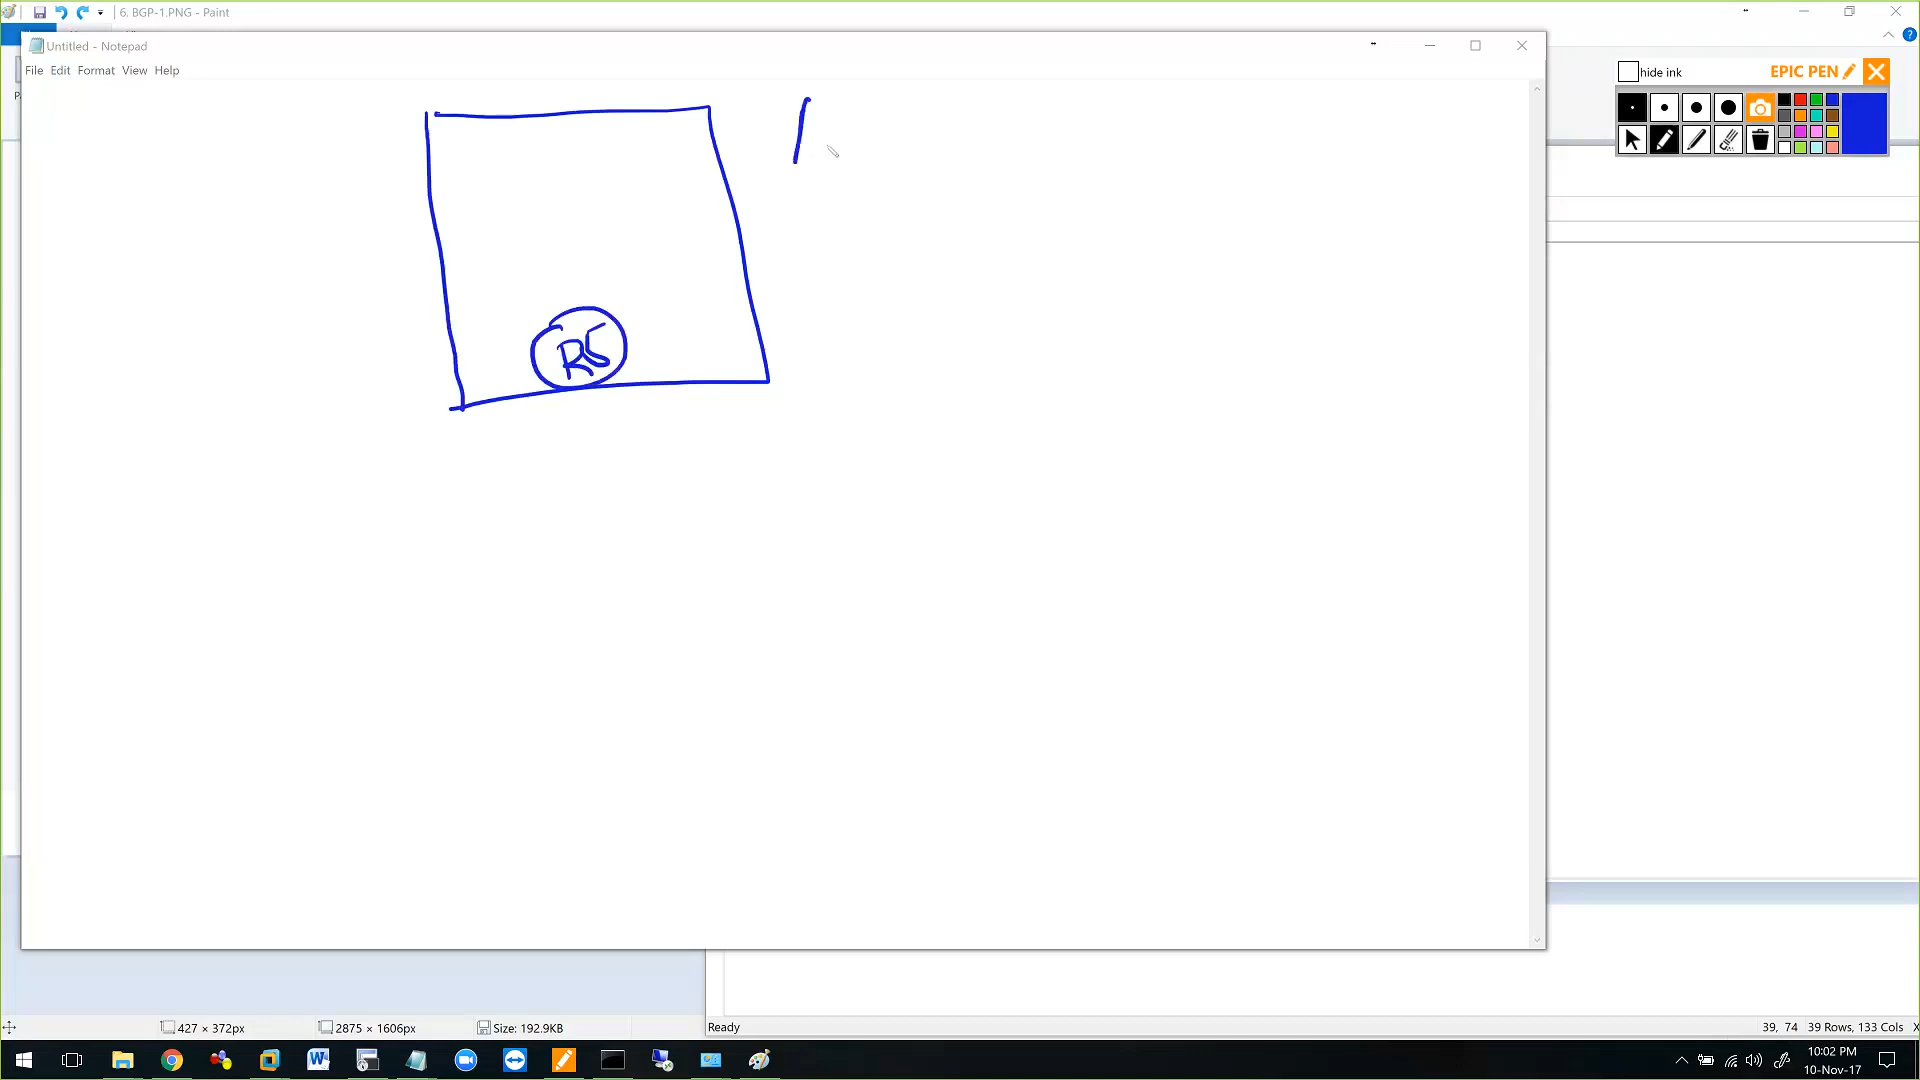 6. BGP-1.PNG - Paint
Untitled - Notepad
File Edit Format View Help
hide ink
EPIC PEN
R5
427 × 372px
2875 × 1606px
Size: 192.9KB
Ready
39, 74 39 Rows, 133 Cols
10:02 PM
10-Nov-17